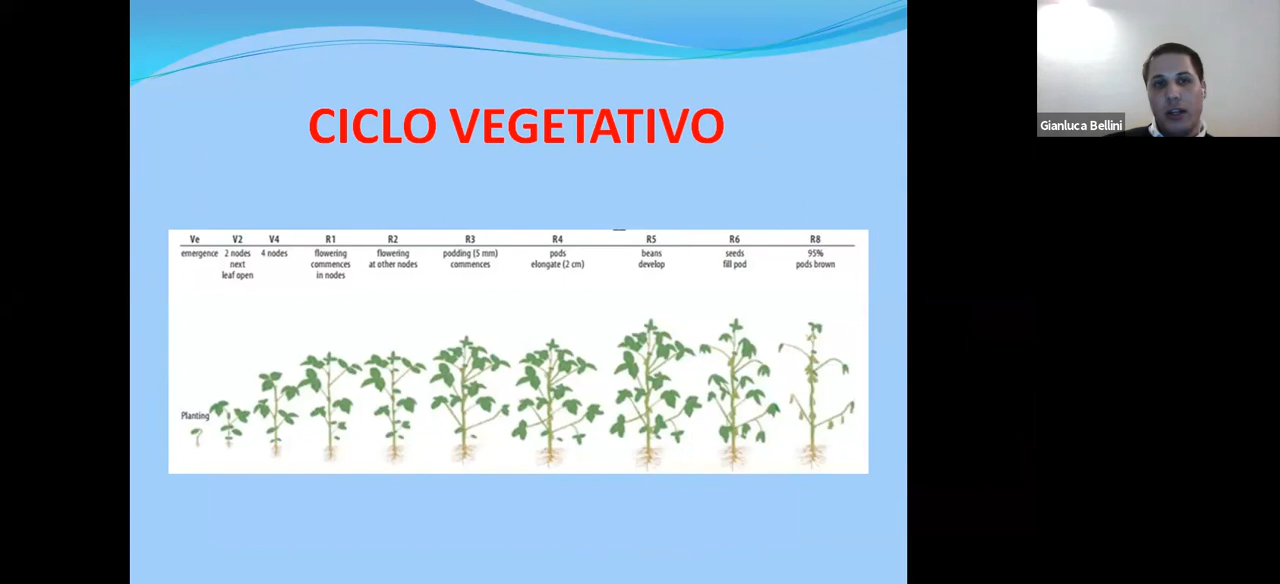 CICLO VEGETATIVO
Gianluca Bellini
Ve V2 V4 R1 R2 R3 R4 R5 R6 R8
emergence 2 nodes 4 nodes flowering flowering podding (5 mm) pods beans seeds 95%
next commences at other nodes commences elongate (2 cm) develop fill pod pods brown
leaf open in nodes
Planting